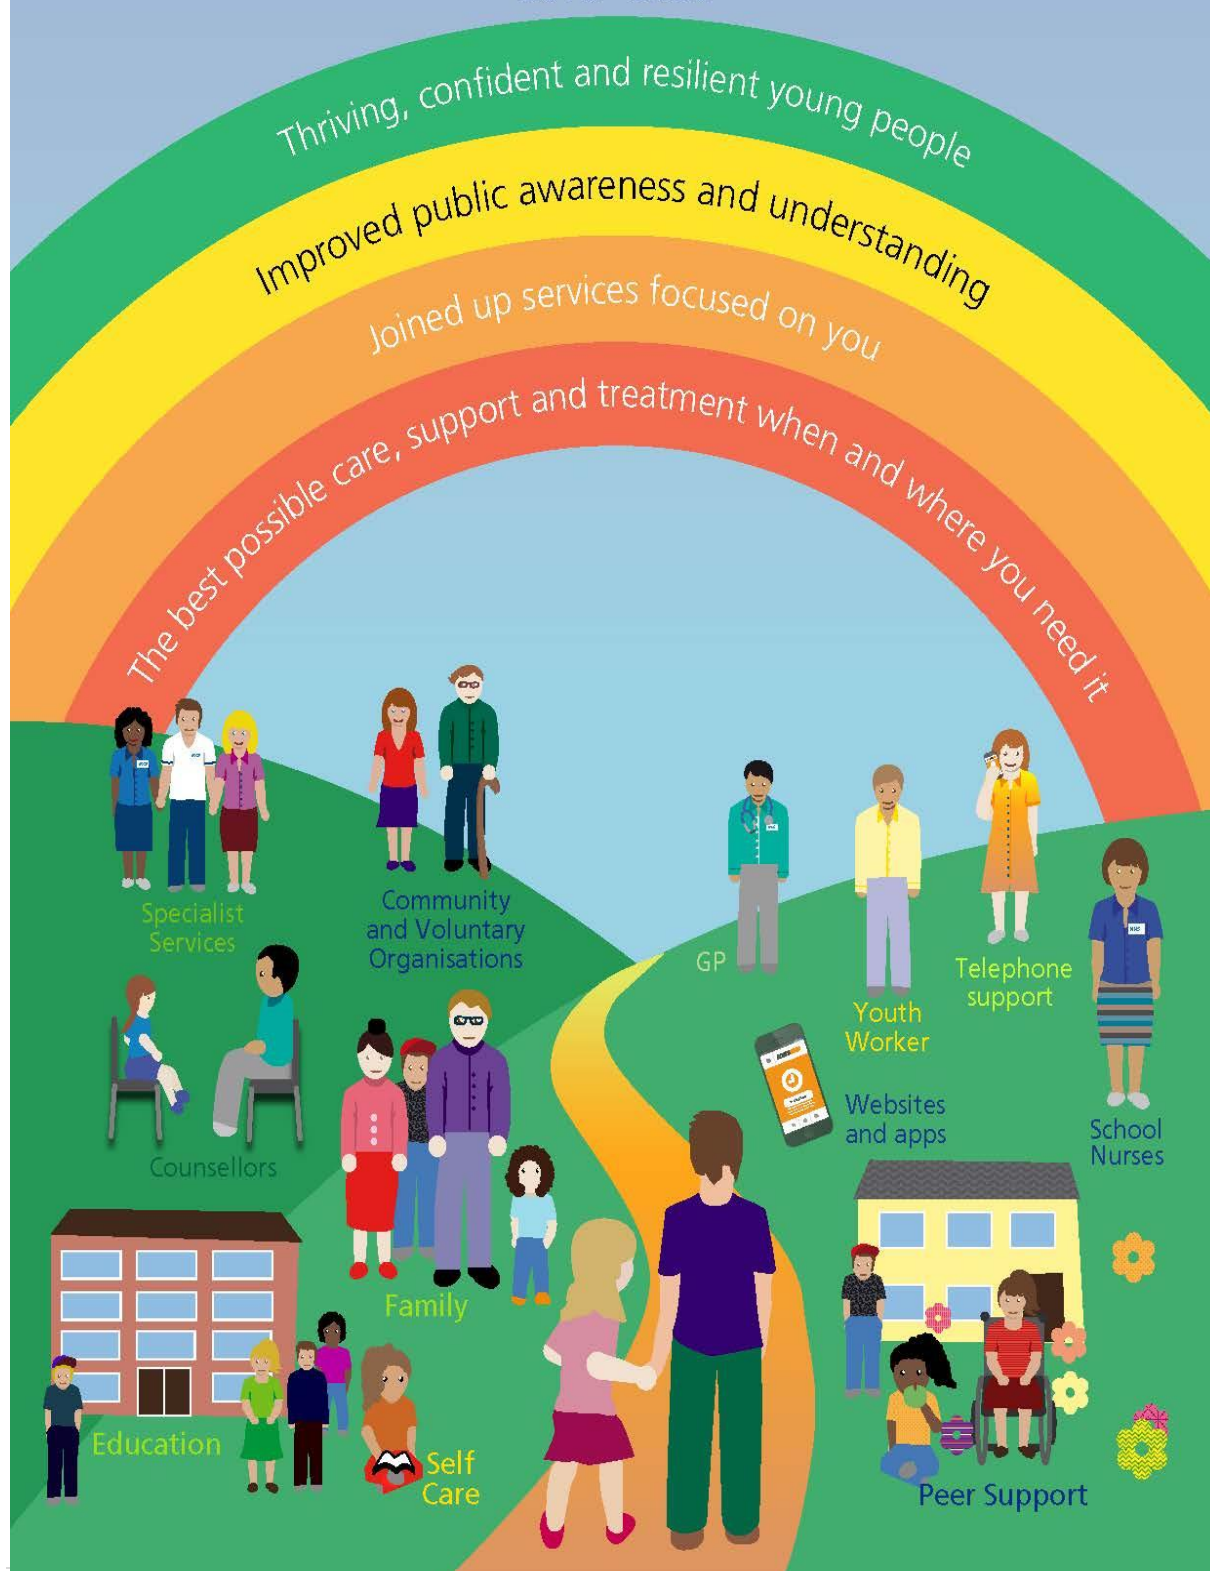 Thriving, confident and resilient young people
Improved public awareness and understanding
Joined up services focused on you
The best possible care, support and treatment when and where you need it
Specialist
Services
Community
and Voluntary
Organisations
GP
Youth
Worker
Telephone
support
School
Nurses
Websites
and apps
Counsellors
Family
Education
Self
Care
Peer Support